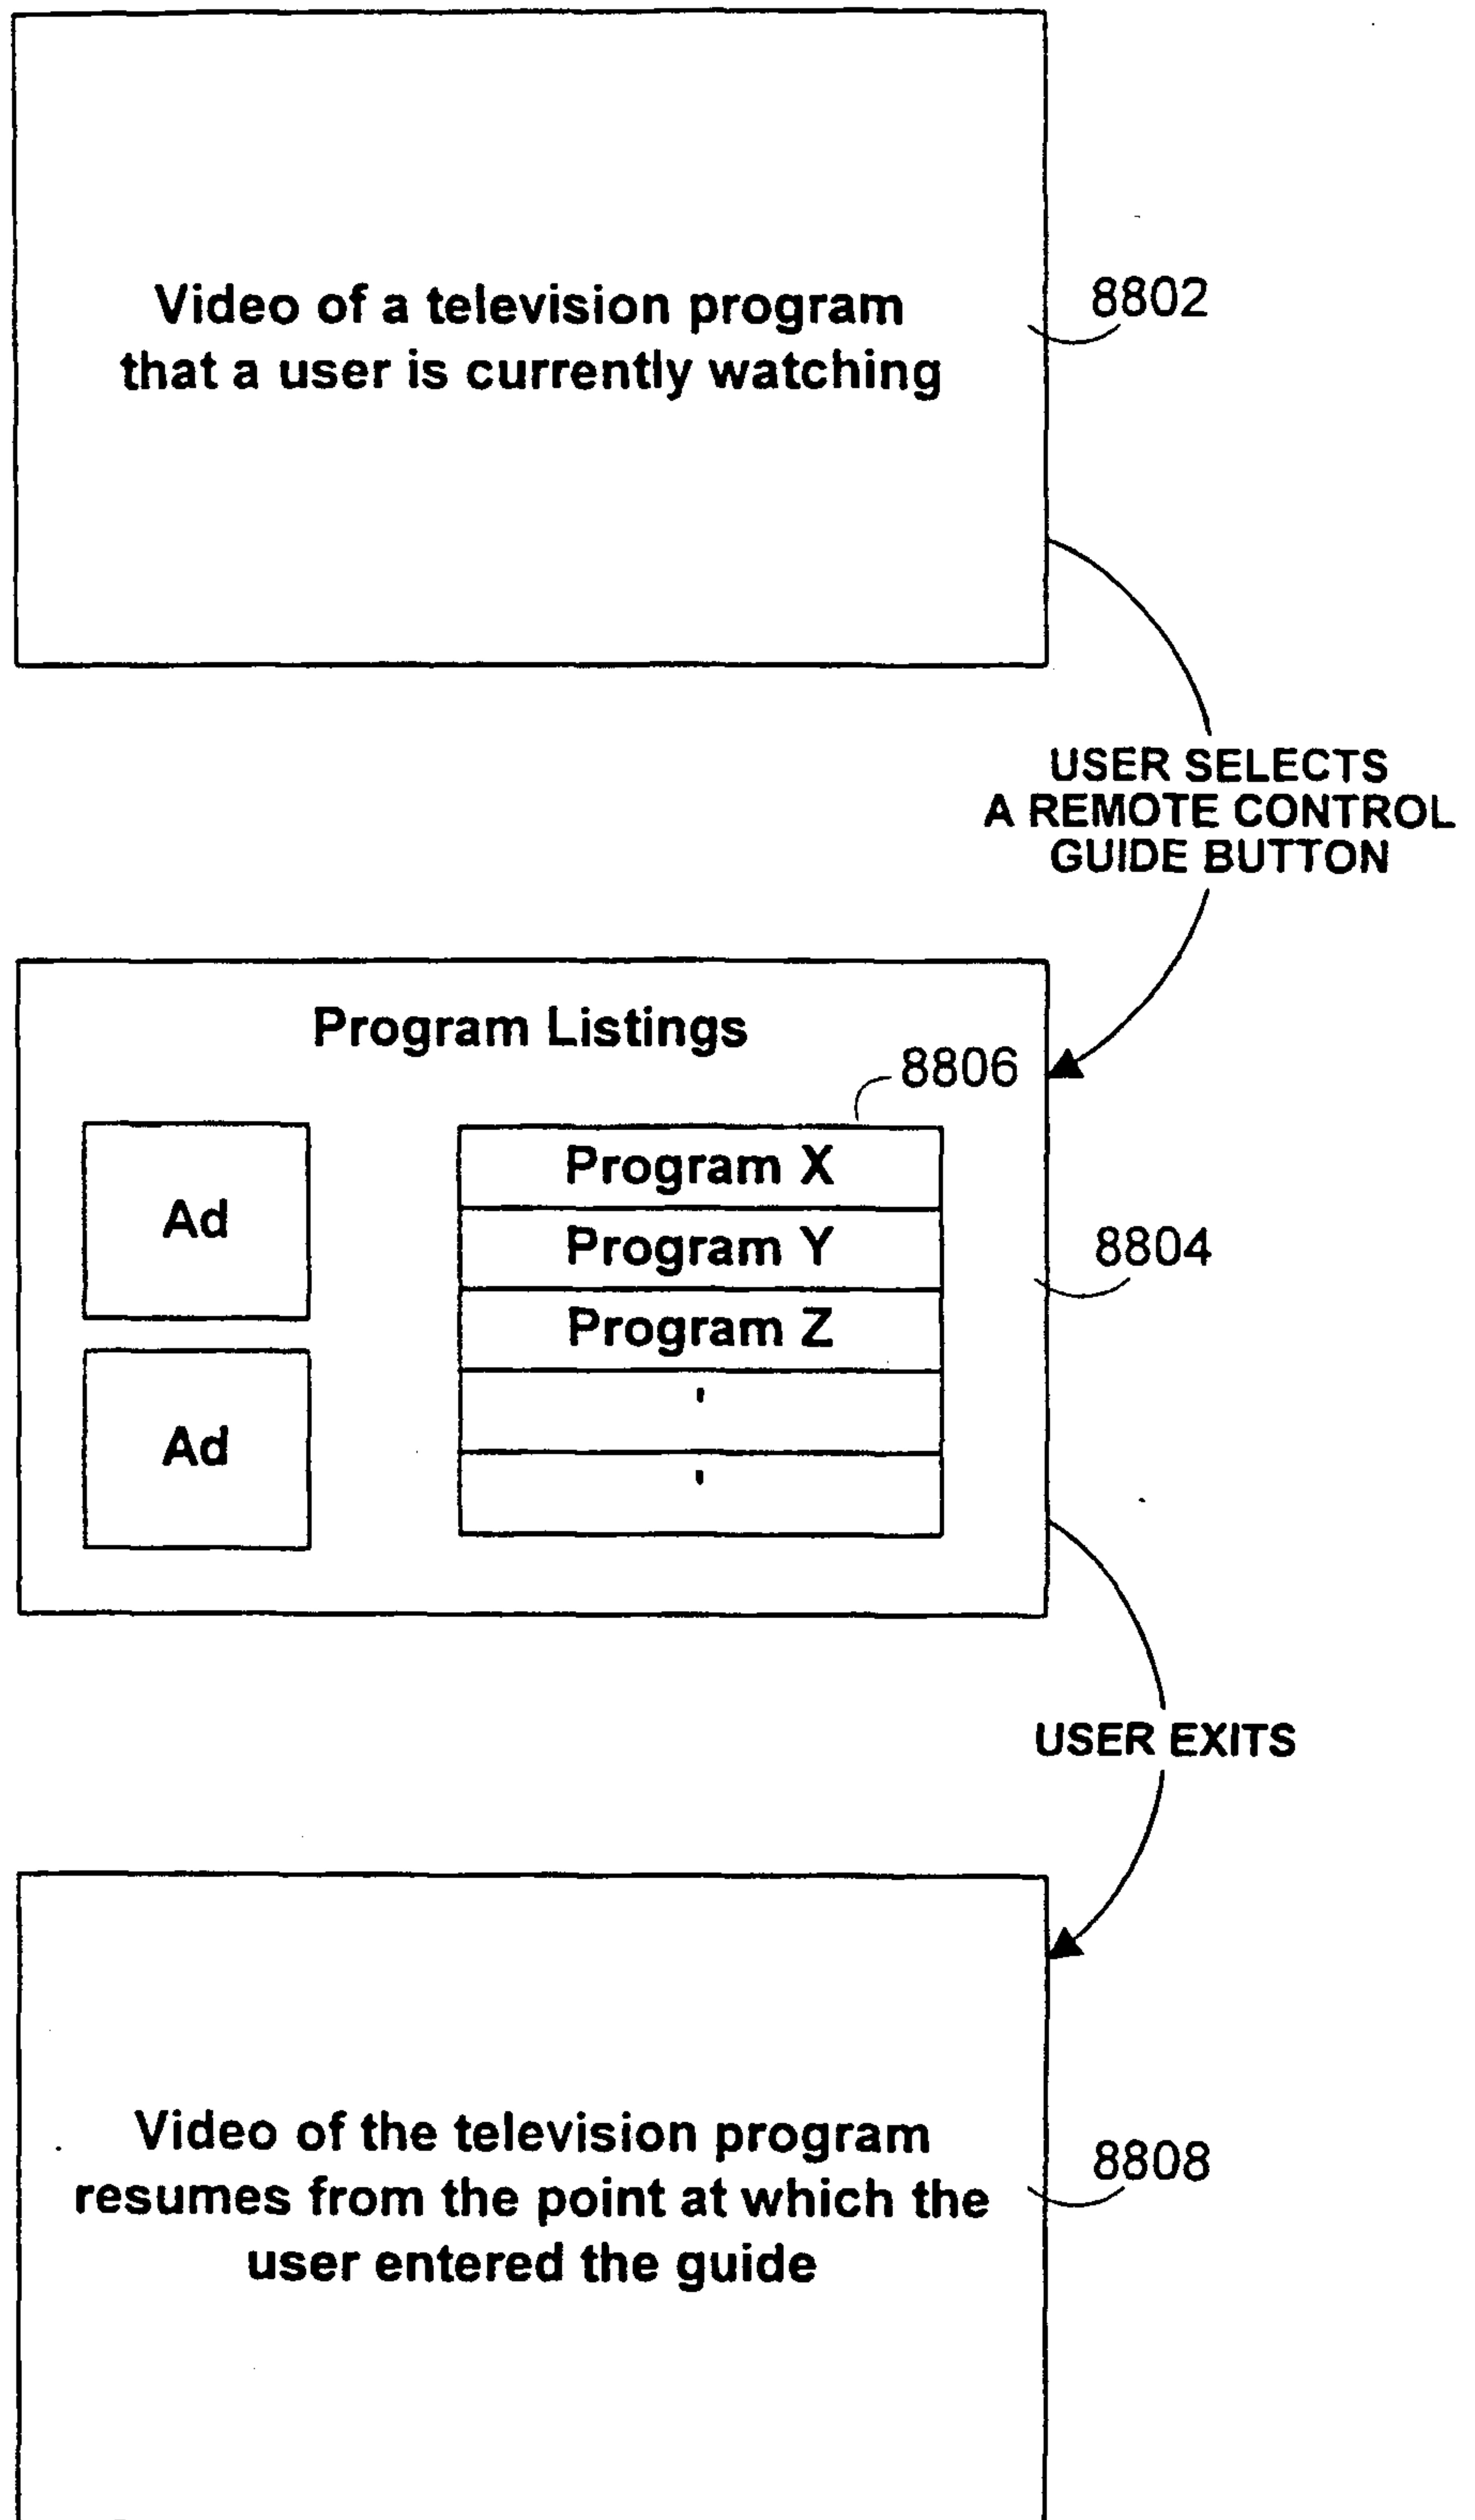 Video of a television program
that a user is currently watching
8802
USER SELECTS
A REMOTE CONTROL
GUIDE BUTTON
Program Listings
8806
Ad
Program X
Program Y
Program Z
8804
Ad
USER EXITS
Video of the television program
resumes from the point at which the
user entered the guide
8808